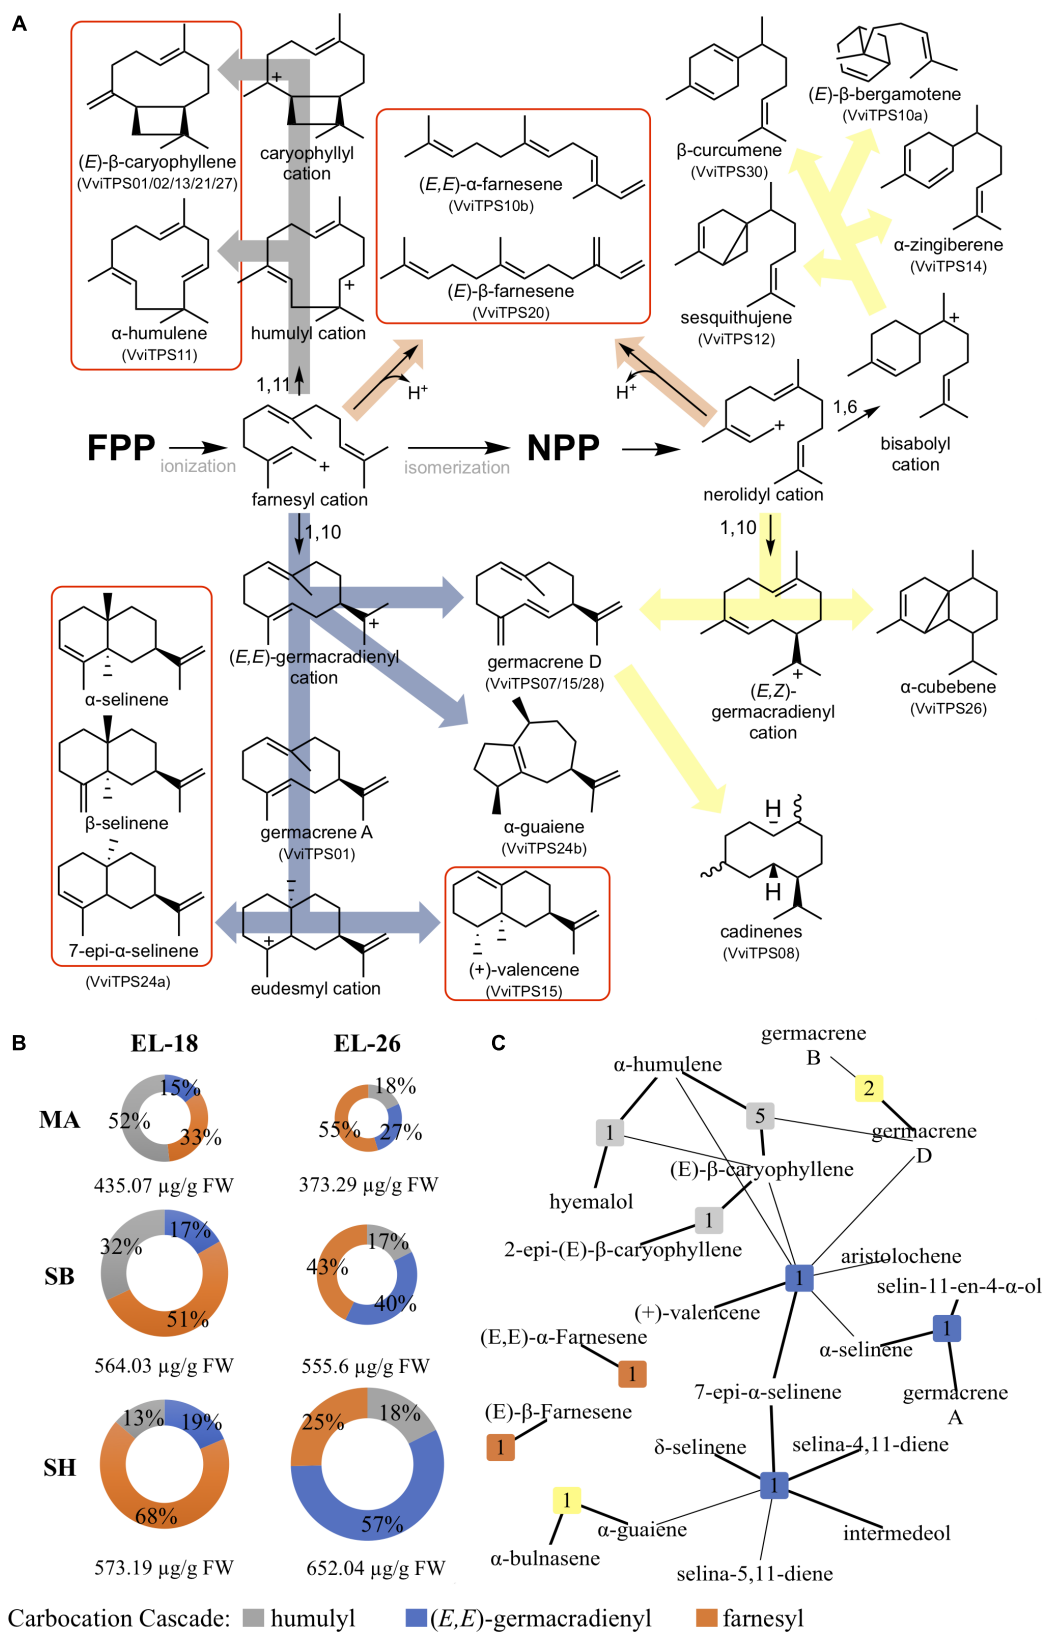 A
(E)-β-caryophyllene
(VviTPS01/02/13/21/27)
α-humulene
(VviTPS11)
+
caryophyllyl
cation
+
humulyl cation
(E,E)-α-farnesene
(VviTPS10b)
(E)-β-farnesene
(VviTPS20)
β-curcumene
(VviTPS30)
(E)-β-bergamotene
(VviTPS10a)
α-zingiberene
(VviTPS14)
sesquithujene
(VviTPS12)
+
bisabolyl
cation
1,11
H+
H+
1,6
FPP
ionization
+
farnesyl cation
isomerization
NPP
+
nerolidyl cation
1,10
1,10
+
(E,E)-germacradienyl
cation
germacrene D
(VviTPS07/15/28)
+
(E,Z)-
germacradienyl
cation
α-cubebene
(VviTPS26)
α-selinene
β-selinene
7-epi-α-selinene
(VviTPS24a)
germacrene A
(VviTPS01)
α-guaiene
(VviTPS24b)
H
H
cadinenes
(VviTPS08)
+
eudesmyl cation
(+)-valencene
(VviTPS15)
B
EL-18
EL-26
MA
15%
52%
33%
435.07 µg/g FW
18%
55%
27%
373.29 µg/g FW
SB
17%
32%
51%
564.03 µg/g FW
17%
43%
40%
555.6 µg/g FW
SH
13%
19%
68%
573.19 µg/g FW
25%
18%
57%
652.04 µg/g FW
C
germacrene
B
α-humulene
2
5
1
germacrene
D
(E)-β-caryophyllene
hyemalol
1
2-epi-(E)-β-caryophyllene
aristolochene
1
selin-11-en-4-α-ol
(+)-valencene
1
(E,E)-α-Farnesene
α-selinene
1
7-epi-α-selinene
germacrene
A
(E)-β-Farnesene
1
δ-selinene
selina-4,11-diene
1
1
α-guaiene
intermedeol
α-bulnasene
selina-5,11-diene
Carbocation Cascade: humulyl (E,E)-germacradienyl farnesyl